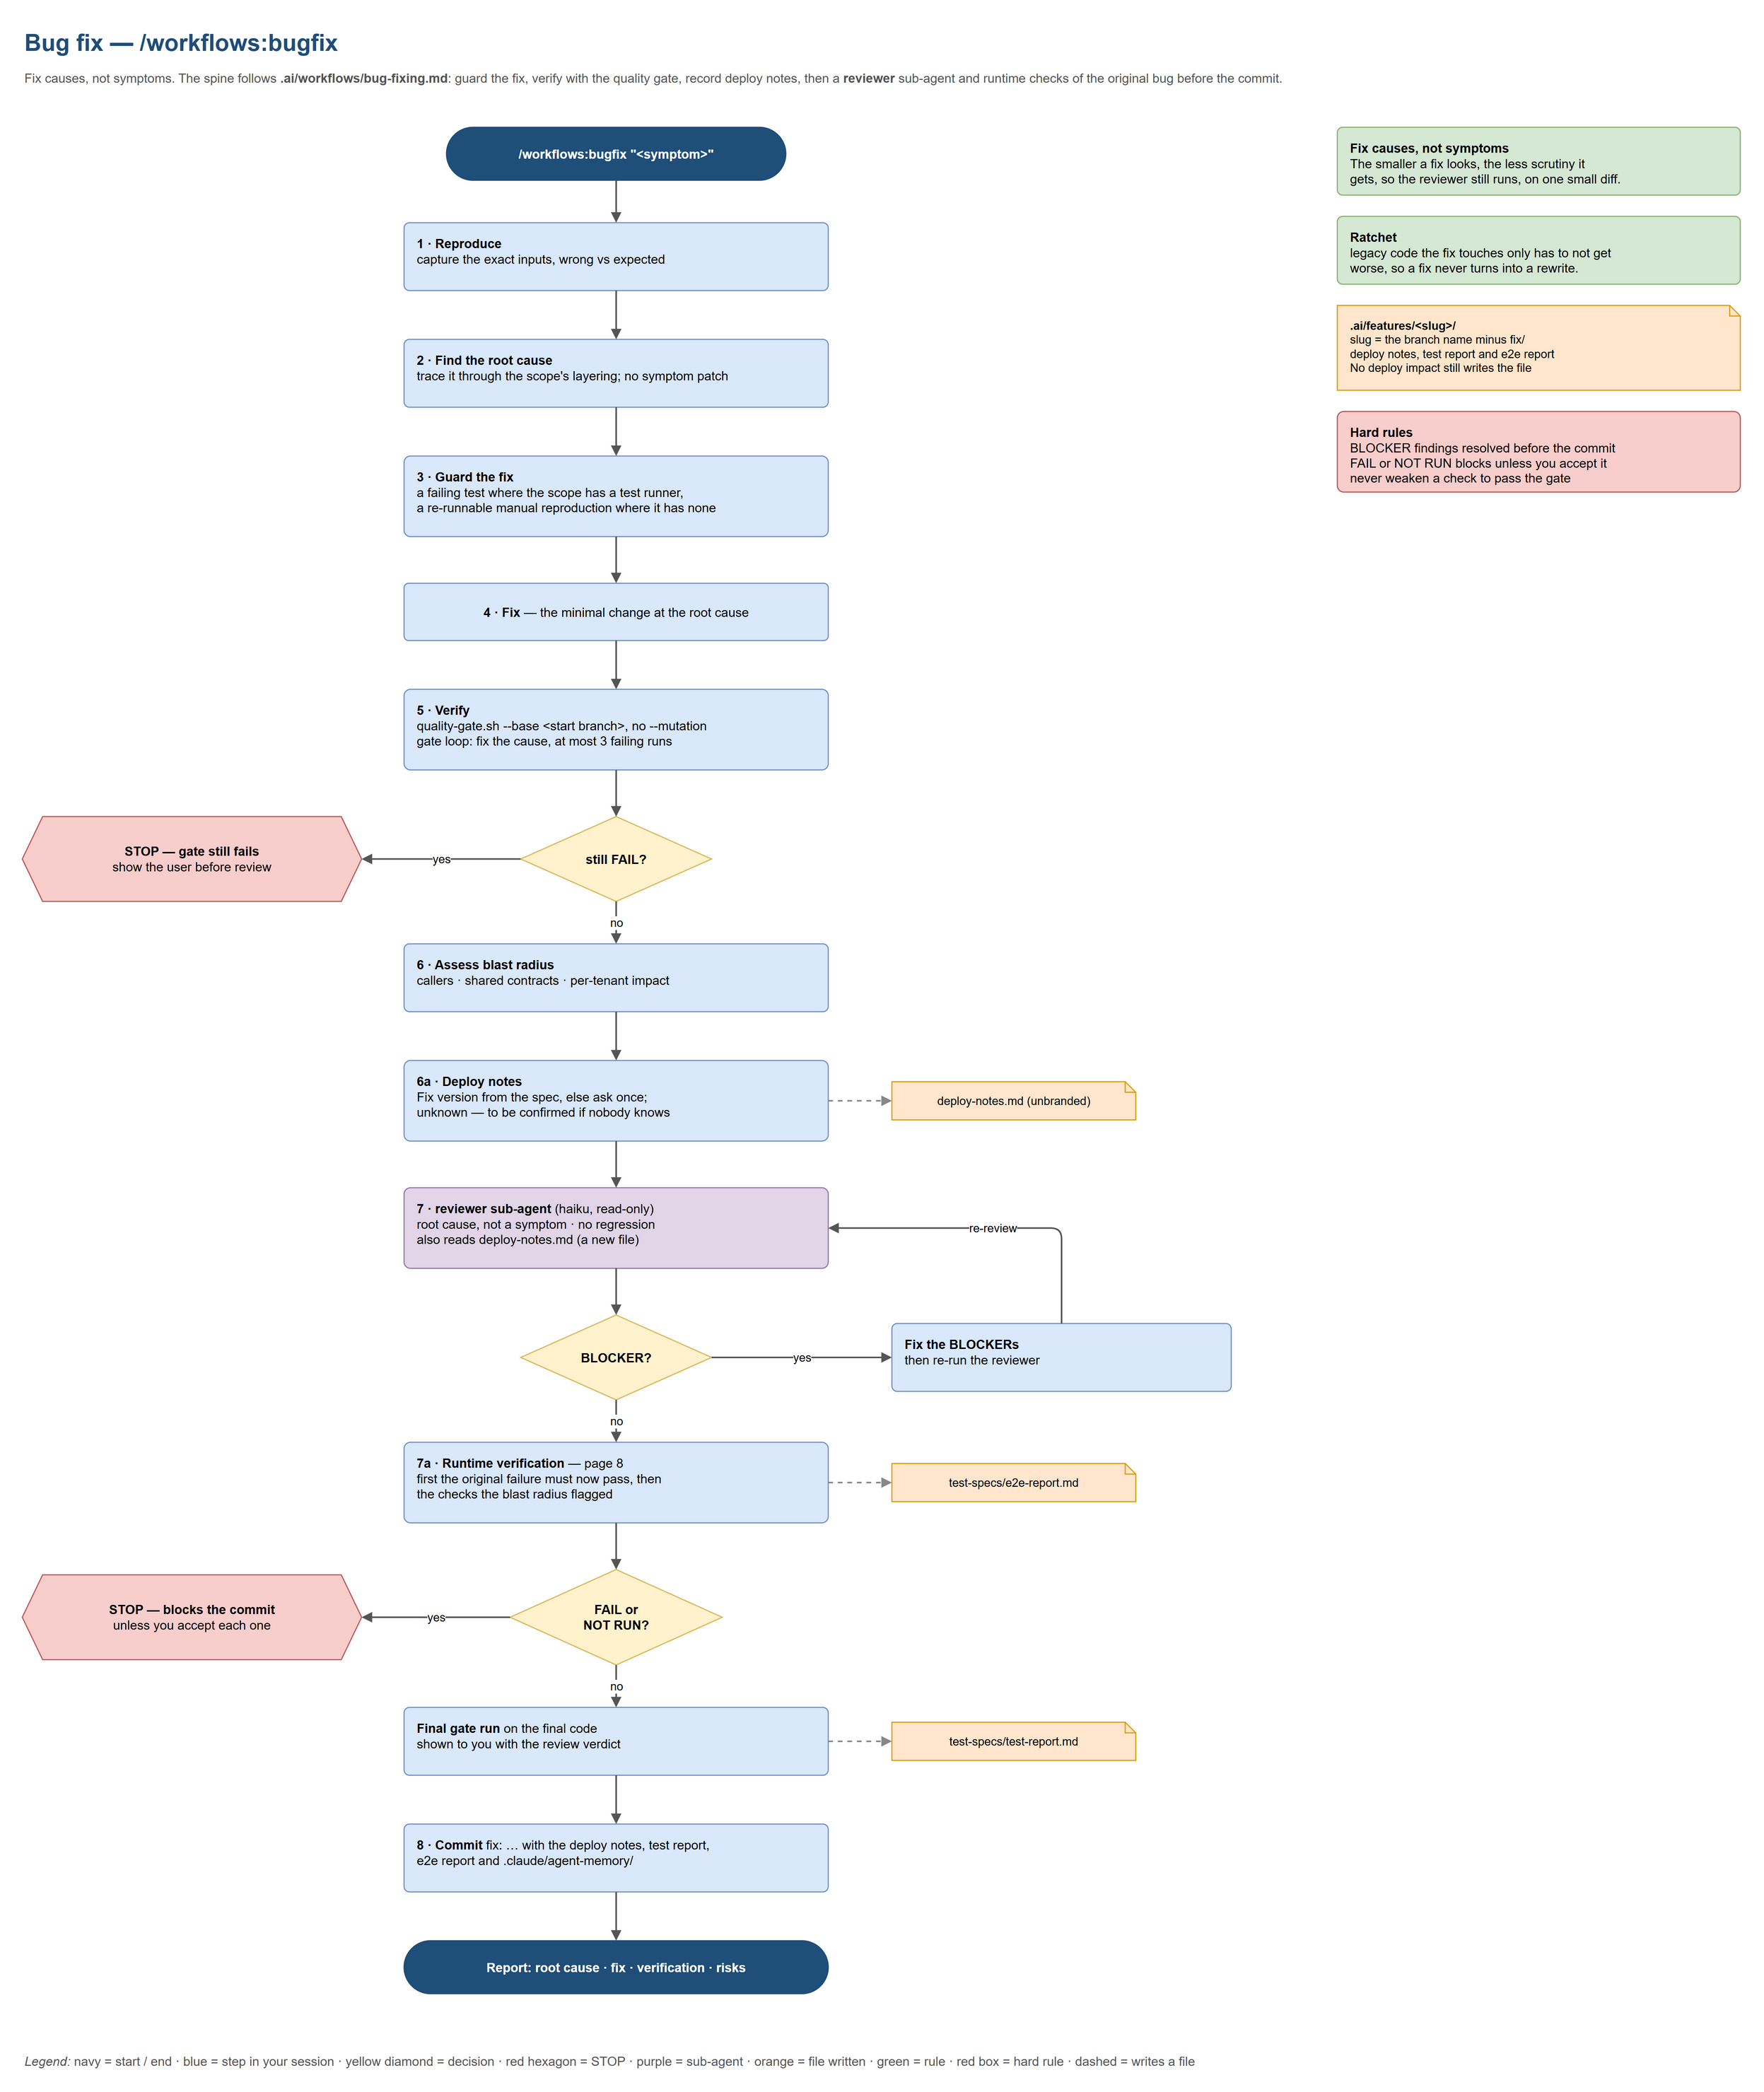 Bug fix — /workflows:bugfix
Fix causes, not symptoms. The spine follows .ai/workflows/bug-fixing.md: guard the fix, verify with the quality gate, record deploy notes, then a reviewer sub-agent and runtime checks of the original bug before the commit.
/workflows:bugfix "<symptom>"
Fix causes, not symptoms
The smaller a fix looks, the less scrutiny it
gets, so the reviewer still runs, on one small diff.
Ratchet
legacy code the fix touches only has to not get
worse, so a fix never turns into a rewrite.
.ai/features/<slug>/
slug = the branch name minus fix/
deploy notes, test report and e2e report
No deploy impact still writes the file
Hard rules
BLOCKER findings resolved before the commit
FAIL or NOT RUN blocks unless you accept it
never weaken a check to pass the gate
1 · Reproduce
capture the exact inputs, wrong vs expected
2 · Find the root cause
trace it through the scope's layering; no symptom patch
3 · Guard the fix
a failing test where the scope has a test runner,
a re-runnable manual reproduction where it has none
4 · Fix — the minimal change at the root cause
5 · Verify
quality-gate.sh --base <start branch>, no --mutation
gate loop: fix the cause, at most 3 failing runs
STOP — gate still fails
show the user before review
yes
still FAIL?
no
6 · Assess blast radius
callers · shared contracts · per-tenant impact
6a · Deploy notes
Fix version from the spec, else ask once;
unknown — to be confirmed if nobody knows
deploy-notes.md (unbranded)
7 · reviewer sub-agent (haiku, read-only)
root cause, not a symptom · no regression
also reads deploy-notes.md (a new file)
re-review
BLOCKER?
yes
Fix the BLOCKERs
then re-run the reviewer
no
7a · Runtime verification — page 8
first the original failure must now pass, then
the checks the blast radius flagged
test-specs/e2e-report.md
STOP — blocks the commit
unless you accept each one
yes
FAIL or
NOT RUN?
no
Final gate run on the final code
shown to you with the review verdict
test-specs/test-report.md
8 · Commit fix: … with the deploy notes, test report,
e2e report and .claude/agent-memory/
Report: root cause · fix · verification · risks
Legend: navy = start / end · blue = step in your session · yellow diamond = decision · red hexagon = STOP · purple = sub-agent · orange = file written · green = rule · red box = hard rule · dashed = writes a file